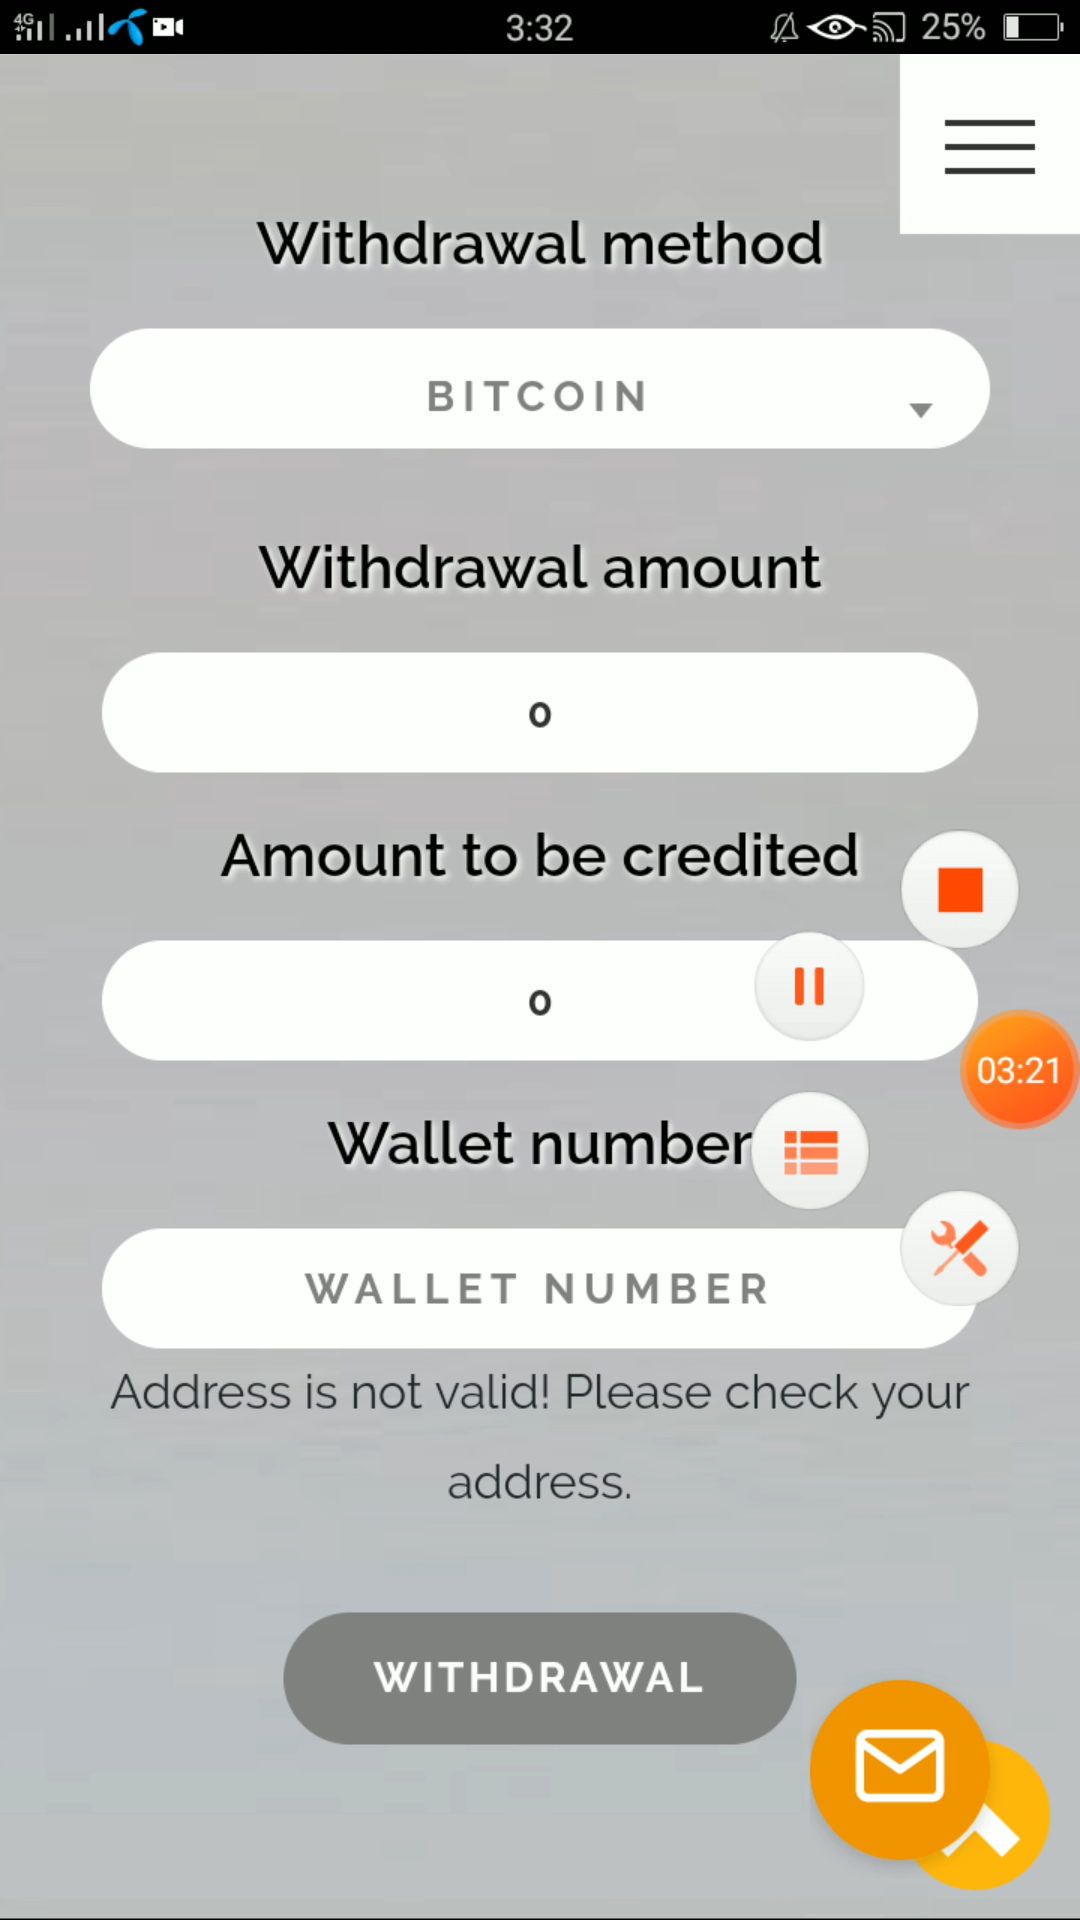 4G 3:32 25%
Withdrawal method
BITCOIN
Withdrawal amount
0
Amount to be credited
0
03:21
Wallet number
WALLET NUMBER
Address is not valid! Please check your
address.
WITHDRAWAL